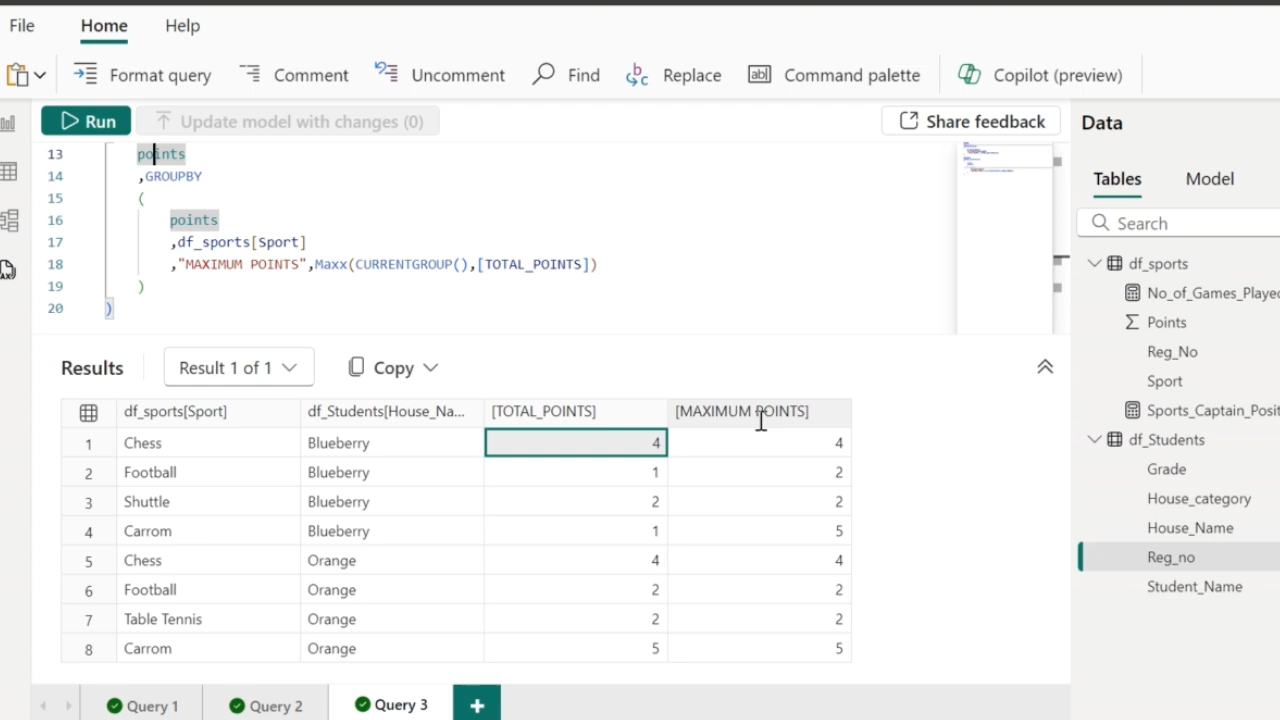 File Home Help
Format query Comment Uncomment Find Replace Command palette Copilot (preview)
Run Update model with changes (0) Share feedback
13 points
14 ,GROUPBY
15 (
16 points
17 ,df_sports[Sport]
18 ,"MAXIMUM POINTS",Maxx(CURRENTGROUP(),[TOTAL_POINTS])
19 )
20 )
Results Result 1 of 1 Copy
df_sports[Sport] df_Students[House_Na... [TOTAL_POINTS] [MAXIMUM POINTS]
1 Chess Blueberry 4 4
2 Football Blueberry 1 2
3 Shuttle Blueberry 2 2
4 Carrom Blueberry 1 5
5 Chess Orange 4 4
6 Football Orange 2 2
7 Table Tennis Orange 2 2
8 Carrom Orange 5 5
Query 1 Query 2 Query 3 +
Data
Tables Model
Search
df_sports
No_of_Games_Played
Points
Reg_No
Sport
Sports_Captain_Posit
df_Students
Grade
House_category
House_Name
Reg_no
Student_Name